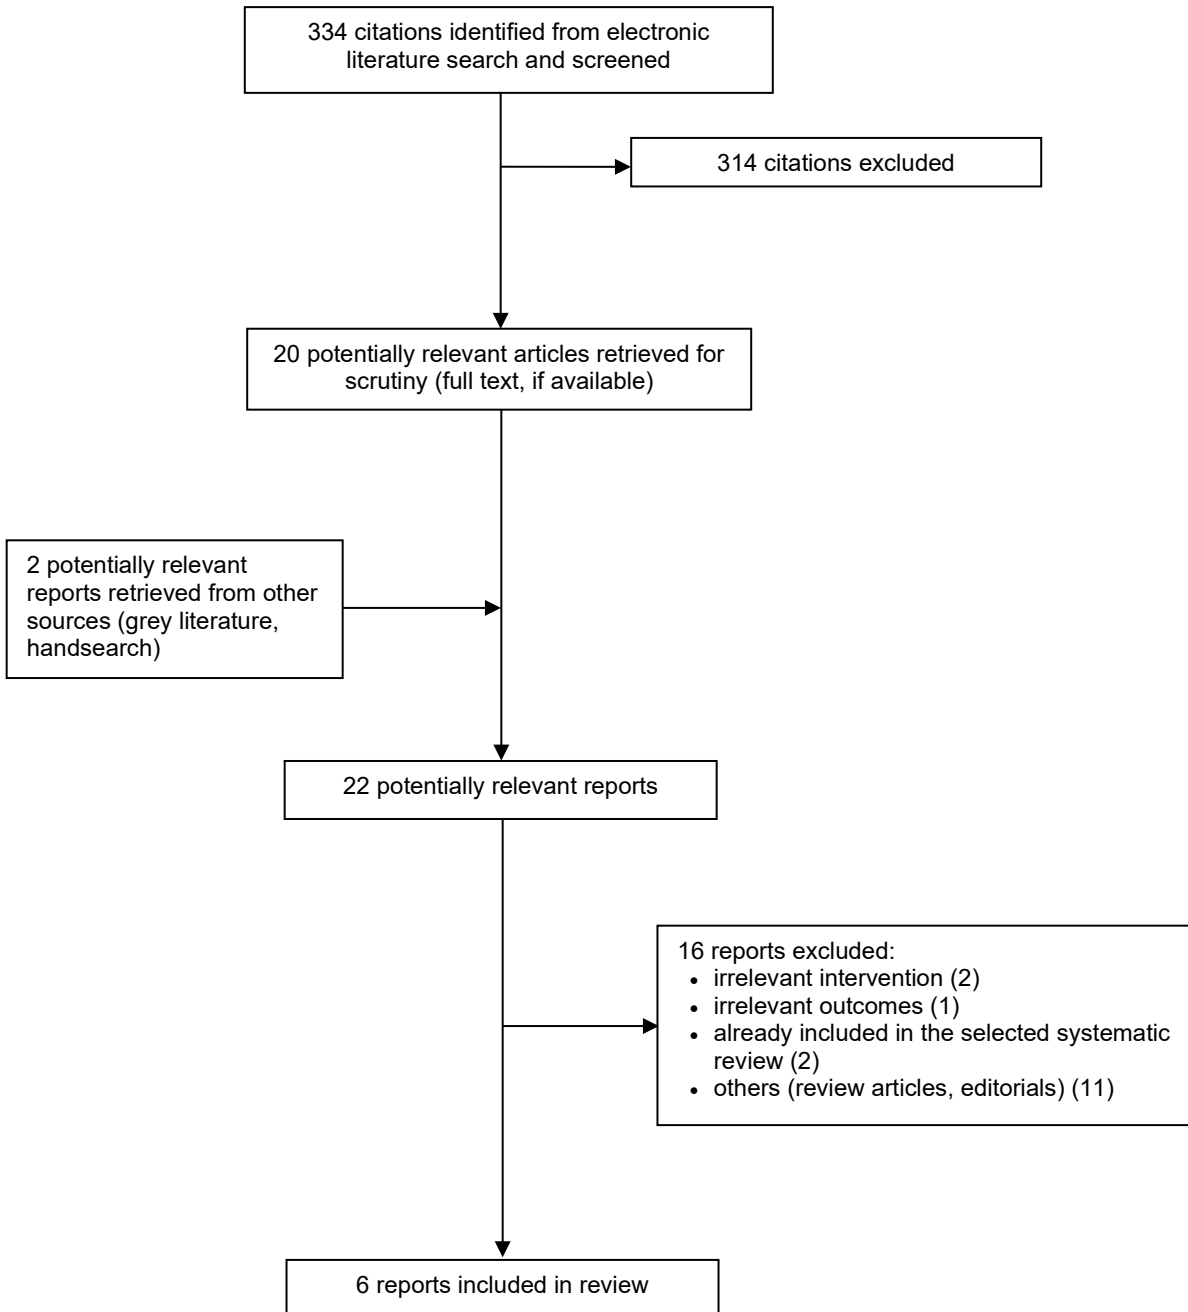 334 citations identified from electronic
literature search and screened
314 citations excluded
20 potentially relevant articles retrieved for
scrutiny (full text, if available)
2 potentially relevant
reports retrieved from other
sources (grey literature,
handsearch)
22 potentially relevant reports
16 reports excluded:
• irrelevant intervention (2)
• irrelevant outcomes (1)
• already included in the selected systematic
review (2)
• others (review articles, editorials) (11)
6 reports included in review